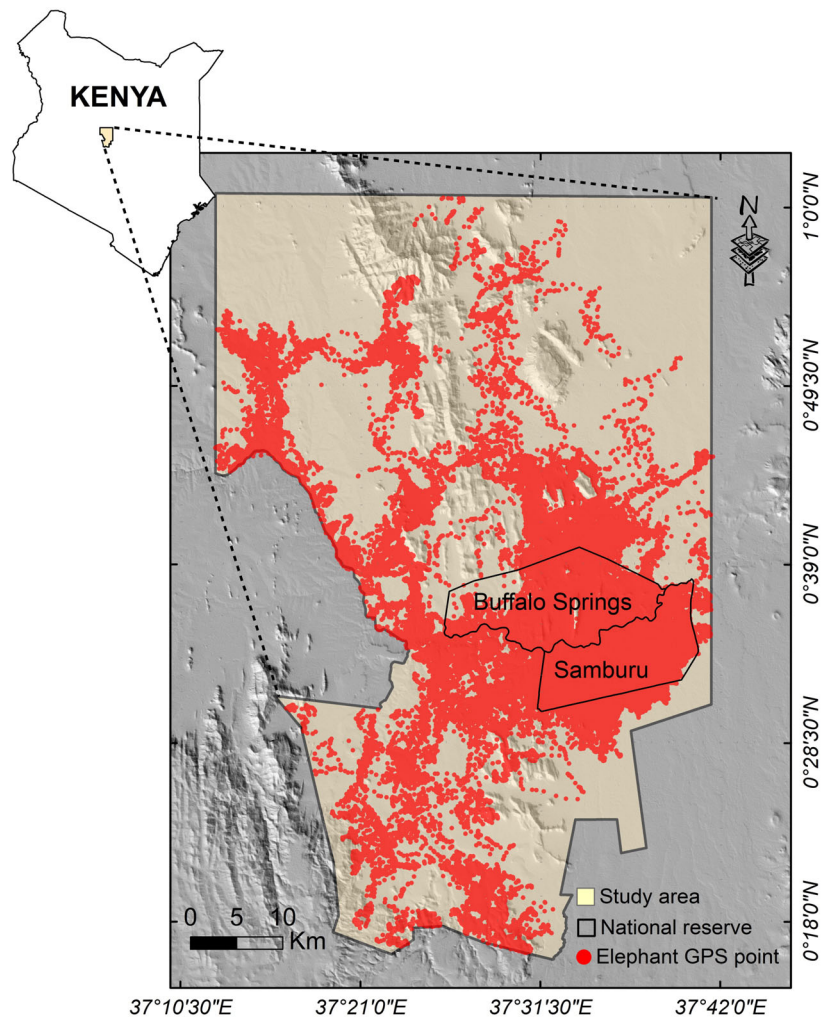 KENYA
N
1°0'0"N
0°49'30"N
0°39'0"N
Buffalo Springs
Samburu
0°28'30"N
Study area
National reserve
Elephant GPS point
0 5 10
Km
0°18'0"N
37°10'30"E 37°21'0"E 37°31'30"E 37°42'0"E